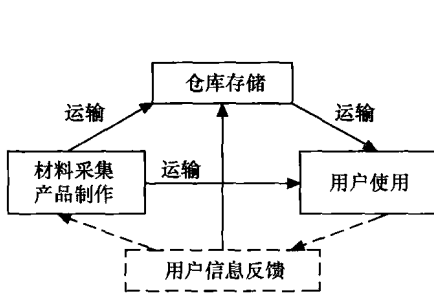 仓库存储
运输
运输
材料采集
产品制作
运输
用户使用
用户信息反馈